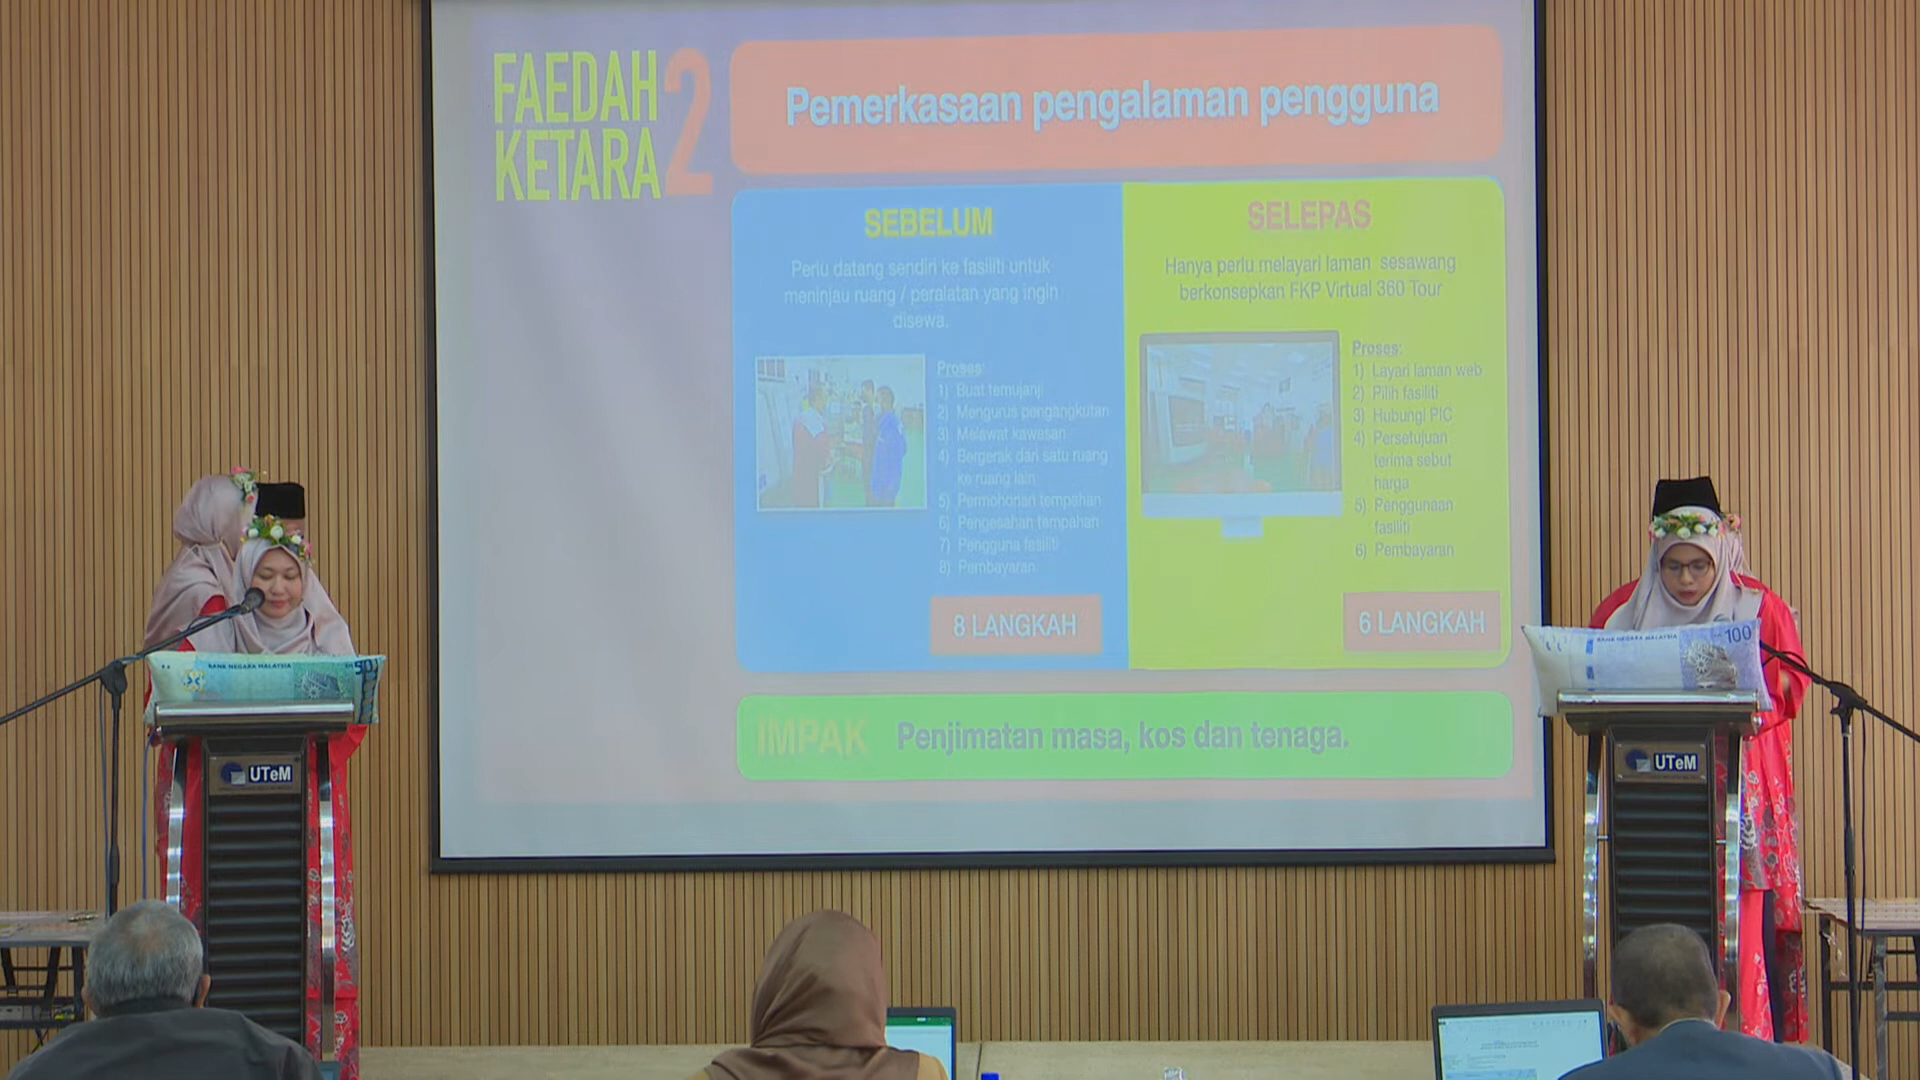 FAEDAH
KETARA
2
Pemerkasaan pengalaman pengguna
SEBELUM
Perlu datang sendiri ke fasiliti untuk
meninjau ruang / peralatan yang ingin
disewa.
Proses:
1) Buat temujanji
2) Mengurus pengangkutan
3) Melawat kawasan
4) Bergerak dari satu ruang
ke ruang lain
5) Permohonan tempahan
6) Pengesahan tempahan
7) Pengguna fasiliti
8) Pembayaran
8 LANGKAH
SELEPAS
Hanya perlu melayari laman sesawang
berkonsepkan FKP Virtual 360 Tour
Proses:
1) Layari laman web
2) Pilih fasiliti
3) Hubungi PIC
4) Persetujuan
terima sebut
harga
5) Penggunaan
fasiliti
6) Pembayaran
6 LANGKAH
IMPAK Penjimatan masa, kos dan tenaga.
BANK NEGARA MALAYSIA
50
UTeM
BANK NEGARA MALAYSIA
100
UTeM